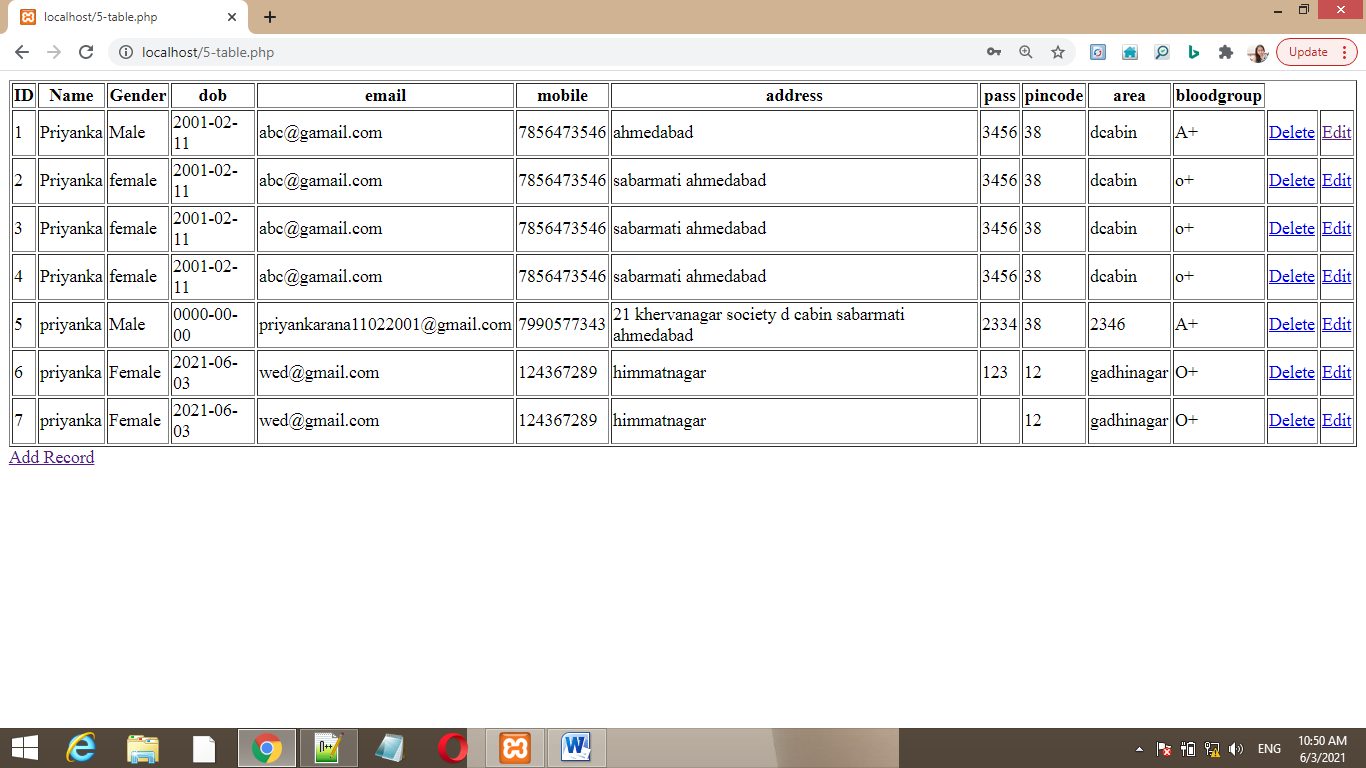 localhost/5-table.php
localhost/5-table.php
Update
ID Name Gender dob email mobile address pass pincode area bloodgroup
1 Priyanka Male 2001-02-11 abc@gamail.com 7856473546 ahmedabad 3456 38 dcabin A+ Delete Edit
2 Priyanka female 2001-02-11 abc@gamail.com 7856473546 sabarmati ahmedabad 3456 38 dcabin o+ Delete Edit
3 Priyanka female 2001-02-11 abc@gamail.com 7856473546 sabarmati ahmedabad 3456 38 dcabin o+ Delete Edit
4 Priyanka female 2001-02-11 abc@gamail.com 7856473546 sabarmati ahmedabad 3456 38 dcabin o+ Delete Edit
5 priyanka Male 0000-00-00 priyankarana11022001@gmail.com 7990577343 21 khervanagar society d cabin sabarmati ahmedabad 2334 38 2346 A+ Delete Edit
6 priyanka Female 2021-06-03 wed@gmail.com 124367289 himmatnagar 123 12 gadhinagar O+ Delete Edit
7 priyanka Female 2021-06-03 wed@gmail.com 124367289 himmatnagar 12 gadhinagar O+ Delete Edit
Add Record
ENG
10:50 AM
6/3/2021